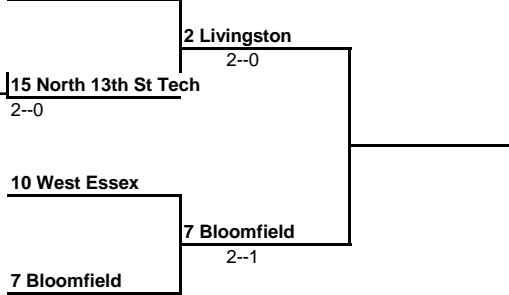 2 Livingston
2--0
15 North 13th St Tech
2--0
10 West Essex
7 Bloomfield
2--1
7 Bloomfield